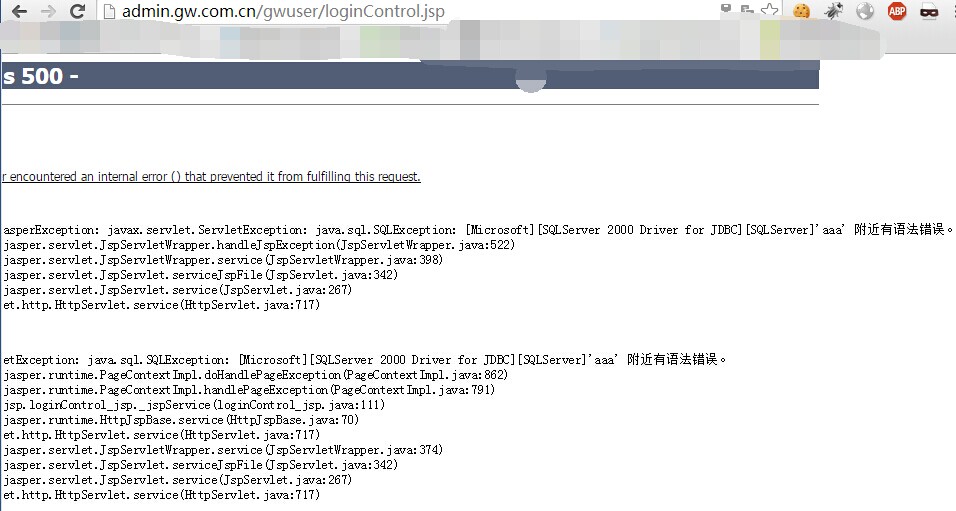 admin.gw.com.cn/gwuser/loginControl.jsp
ABP
s 500 -
r encountered an internal error () that prevented it from fulfilling this request.
asperException: javax.servlet.ServletException: java.sql.SQLException: [Microsoft][SQLServer 2000 Driver for JDBC][SQLServer]'aaa' 附近有语法错误。
jasper.servlet.JspServletWrapper.handleJspException(JspServletWrapper.java:522)
jasper.servlet.JspServletWrapper.service(JspServletWrapper.java:398)
jasper.servlet.JspServlet.serviceJspFile(JspServlet.java:342)
jasper.servlet.JspServlet.service(JspServlet.java:267)
et.http.HttpServlet.service(HttpServlet.java:717)
etException: java.sql.SQLException: [Microsoft][SQLServer 2000 Driver for JDBC][SQLServer]'aaa' 附近有语法错误。
jasper.runtime.PageContextImpl.doHandlePageException(PageContextImpl.java:862)
jasper.runtime.PageContextImpl.handlePageException(PageContextImpl.java:791)
jsp.loginControl_jsp._jspService(loginControl_jsp.java:111)
jasper.runtime.HttpJspBase.service(HttpJspBase.java:70)
et.http.HttpServlet.service(HttpServlet.java:717)
jasper.servlet.JspServletWrapper.service(JspServletWrapper.java:374)
jasper.servlet.JspServlet.serviceJspFile(JspServlet.java:342)
jasper.servlet.JspServlet.service(JspServlet.java:267)
et.http.HttpServlet.service(HttpServlet.java:717)